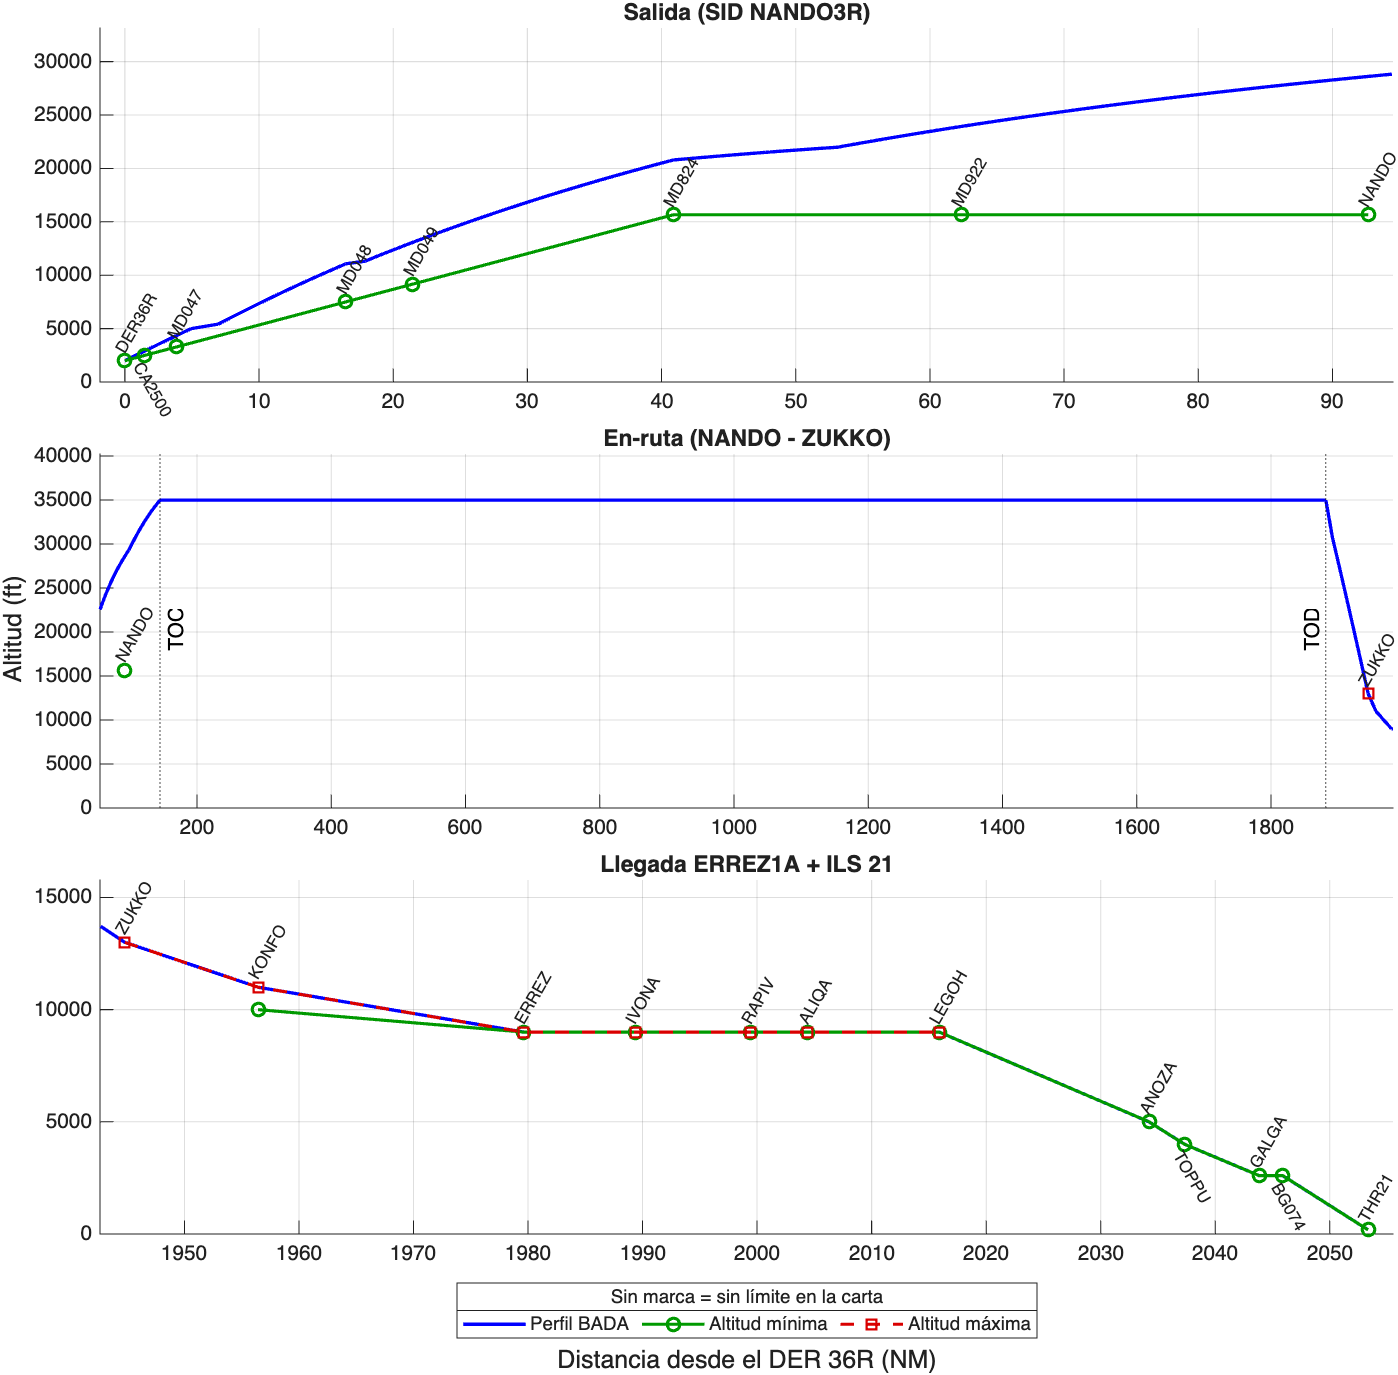 Salida (SID NANDO3R)
30000
25000
20000
15000
10000
5000
0
DER36R
CA2500
MD047
MD048
MD049
MD824
MD922
NANDO
0 10 20 30 40 50 60 70 80 90
En-ruta (NANDO - ZUKKO)
Altitud (ft)
40000
35000
30000
25000
20000
15000
10000
5000
0
NANDO
TOC
TOD
ZUKKO
200 400 600 800 1000 1200 1400 1600 1800
Llegada ERREZ1A + ILS 21
15000
10000
5000
0
ZUKKO
KONFO
ERREZ
IVONA
RAPIV
ALIQA
LEGOH
ANOZA
TOPPU
GALGA
BG074
THR21
1950 1960 1970 1980 1990 2000 2010 2020 2030 2040 2050
Sin marca = sin límite en la carta
Perfil BADA Altitud mínima Altitud máxima
Distancia desde el DER 36R (NM)